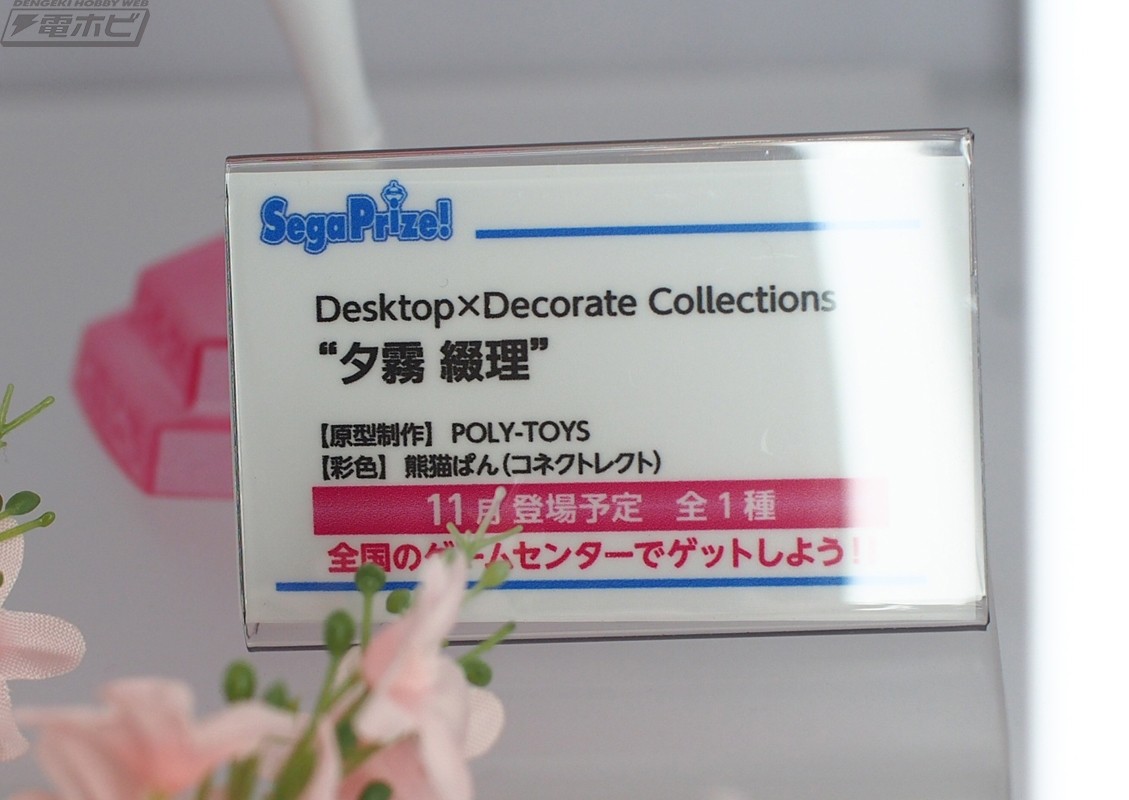 DENGEKI HOBBY WEB
電ホビ
SegaPrize!
Desktop×Decorate Collections
“夕霧 綴理”
【原型制作】 POLY-TOYS
【彩色】 熊猫ぱん(コネクトレクト)
11月 登場予定 全1種
全国のゲームセンターでゲットしよう!!